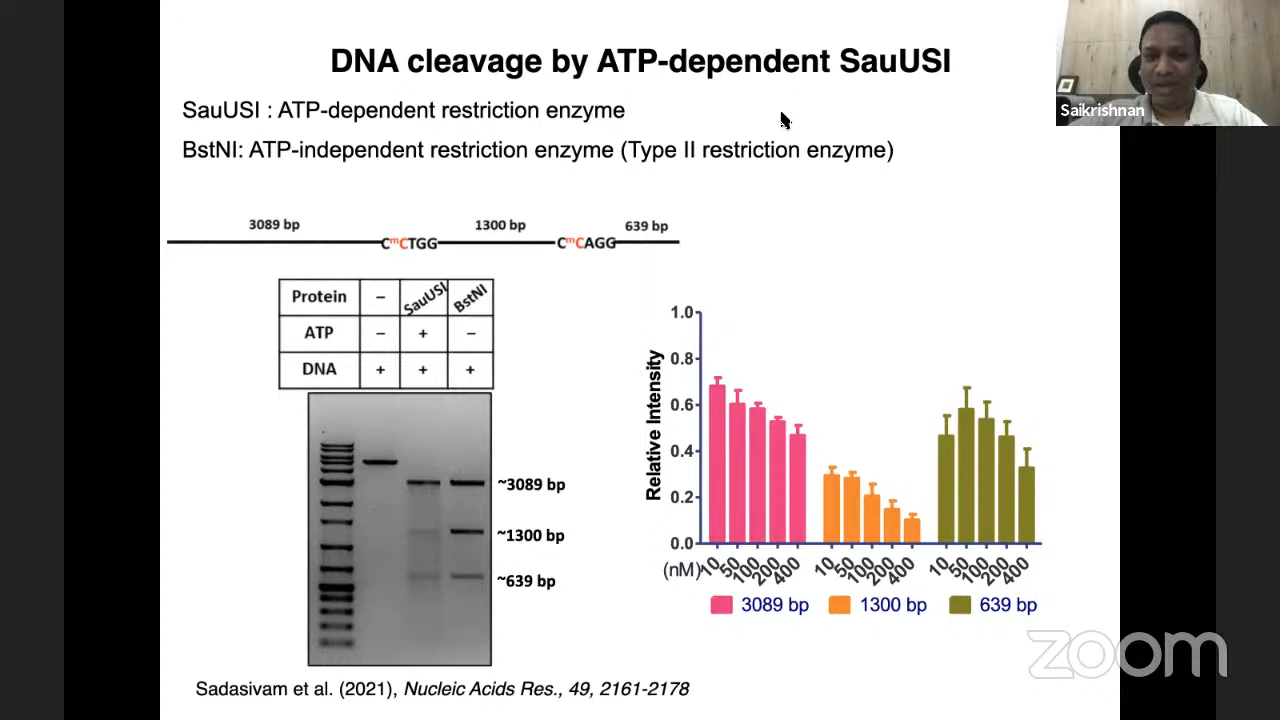 DNA cleavage by ATP-dependent SauUSI
Saikrishnan
SauUSI : ATP-dependent restriction enzyme
BstNI: ATP-independent restriction enzyme (Type II restriction enzyme)
3089 bp 1300 bp 639 bp
CmCTGG CmCAGG
Protein – SauUSI BstNI
ATP – + –
DNA + + +
~3089 bp
~1300 bp
~639 bp
Relative Intensity
1.0
0.8
0.6
0.4
0.2
0.0
(nM) 10 50 100 200 400 10 50 100 200 400 10 50 100 200 400
3089 bp 1300 bp 639 bp
zoom
Sadasivam et al. (2021), Nucleic Acids Res., 49, 2161-2178